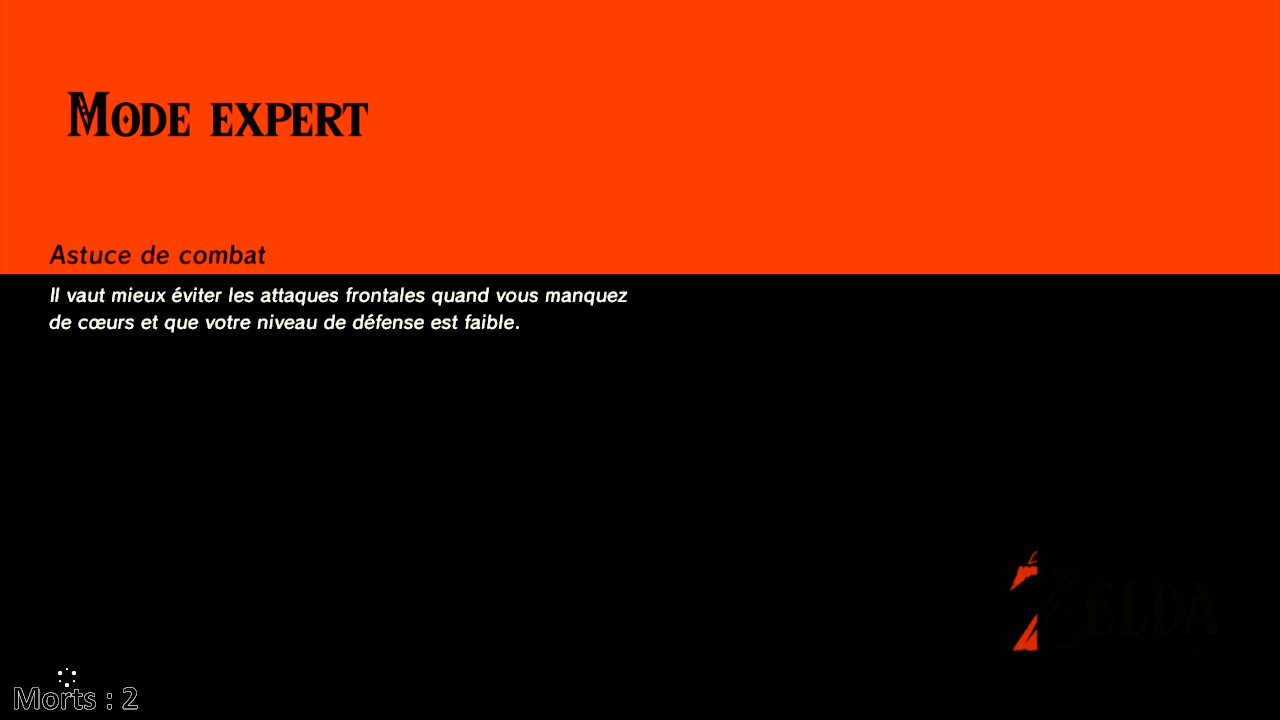 Mode expert
Astuce de combat
Il vaut mieux éviter les attaques frontales quand vous manquez
de cœurs et que votre niveau de défense est faible.
ZELDA
Morts : 2